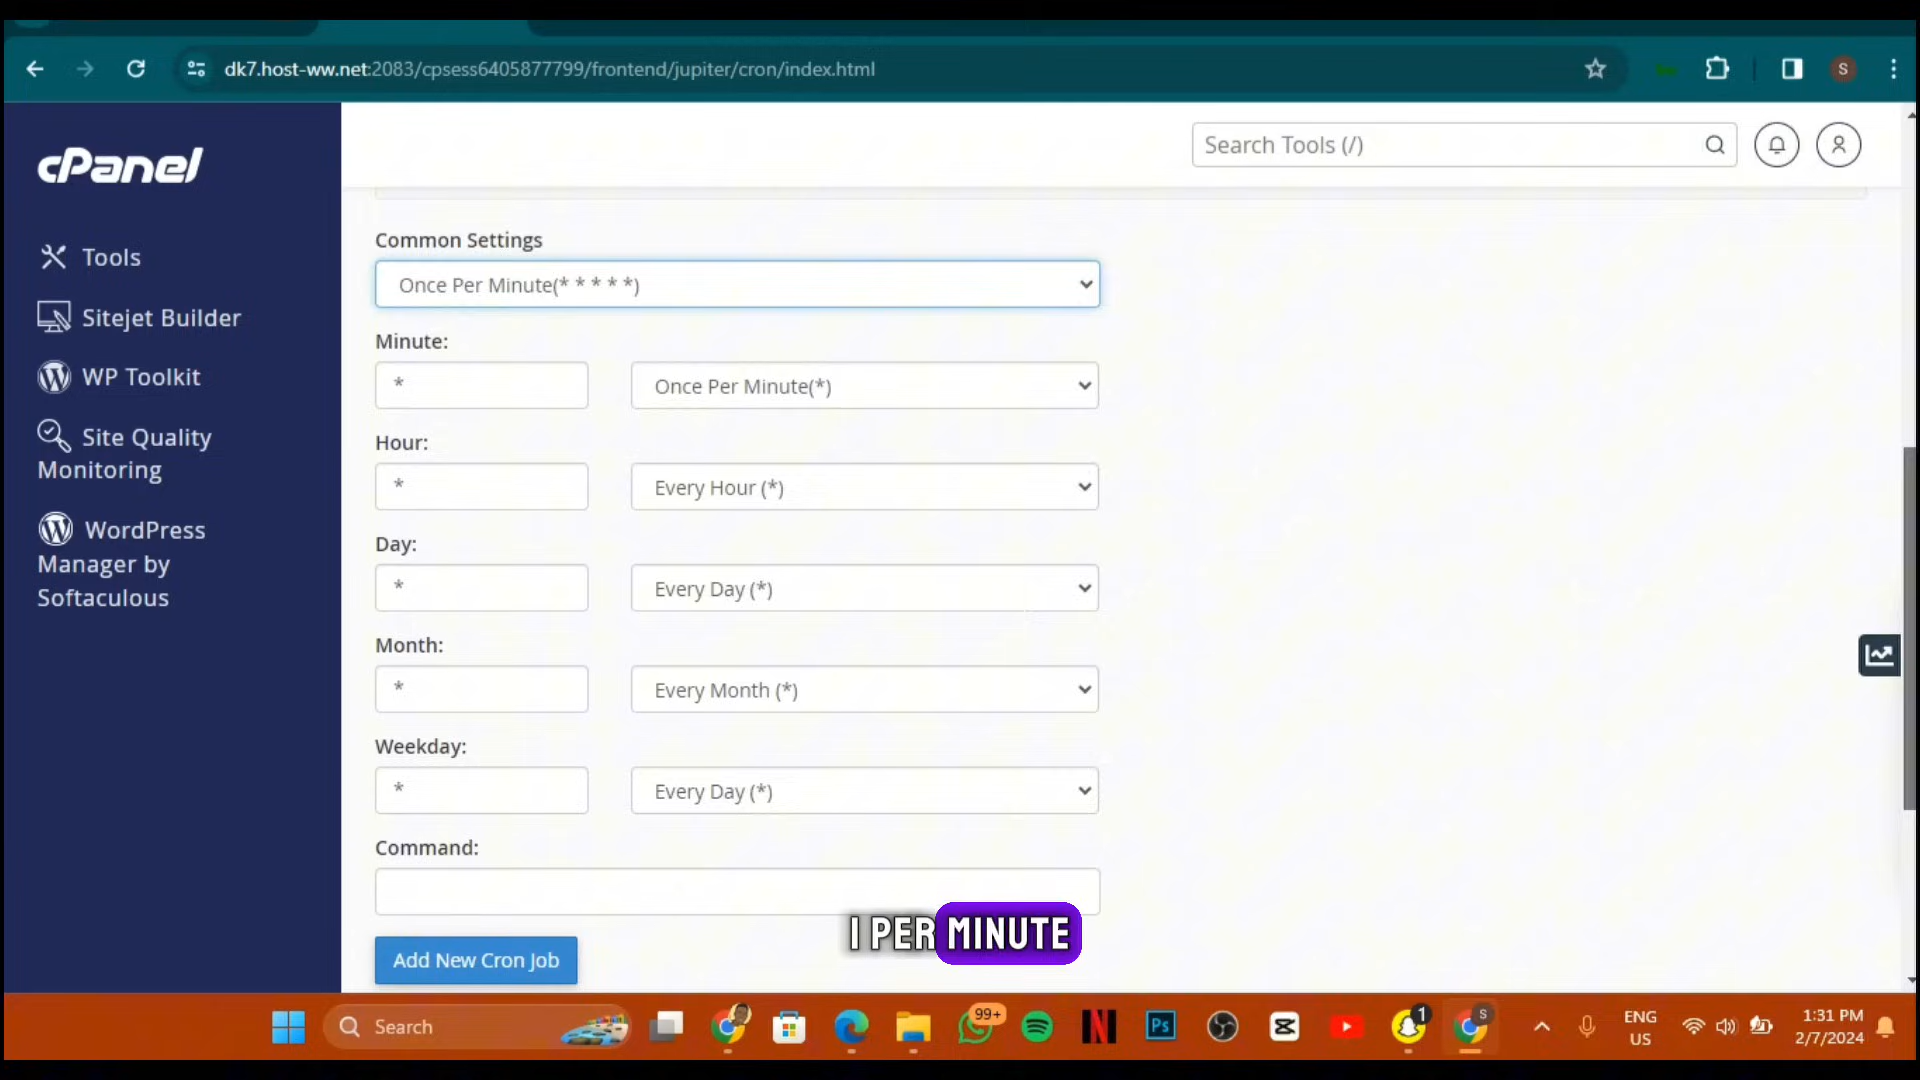 dk7.host-ww.net:2083/cpsess6405877799/frontend/jupiter/cron/index.html
S
cPanel
Search Tools (/)
Tools
Sitejet Builder
WP Toolkit
Site Quality
Monitoring
WordPress
Manager by
Softaculous
Common Settings
Once Per Minute(* * * * *)
Minute:
*
Once Per Minute(*)
Hour:
*
Every Hour (*)
Day:
*
Every Day (*)
Month:
*
Every Month (*)
Weekday:
*
Every Day (*)
Command:
I PER MINUTE
Add New Cron Job
Search
99+
N
Ps
1
S
ENG
US
1:31 PM
2/7/2024